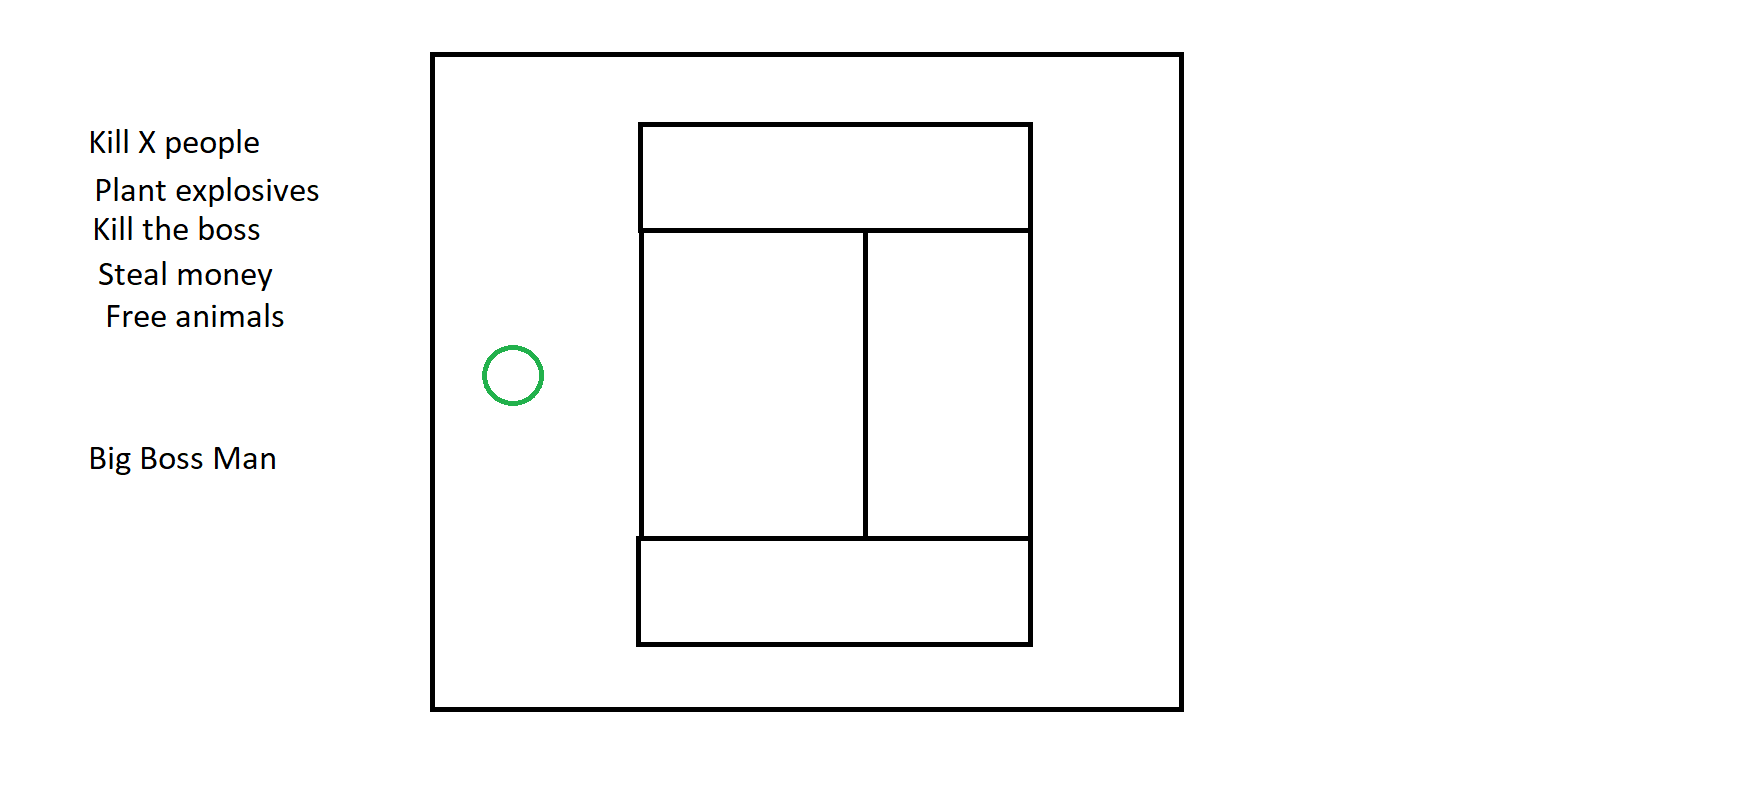 Kill X people
Plant explosives
Kill the boss
Steal money
Free animals
Big Boss Man